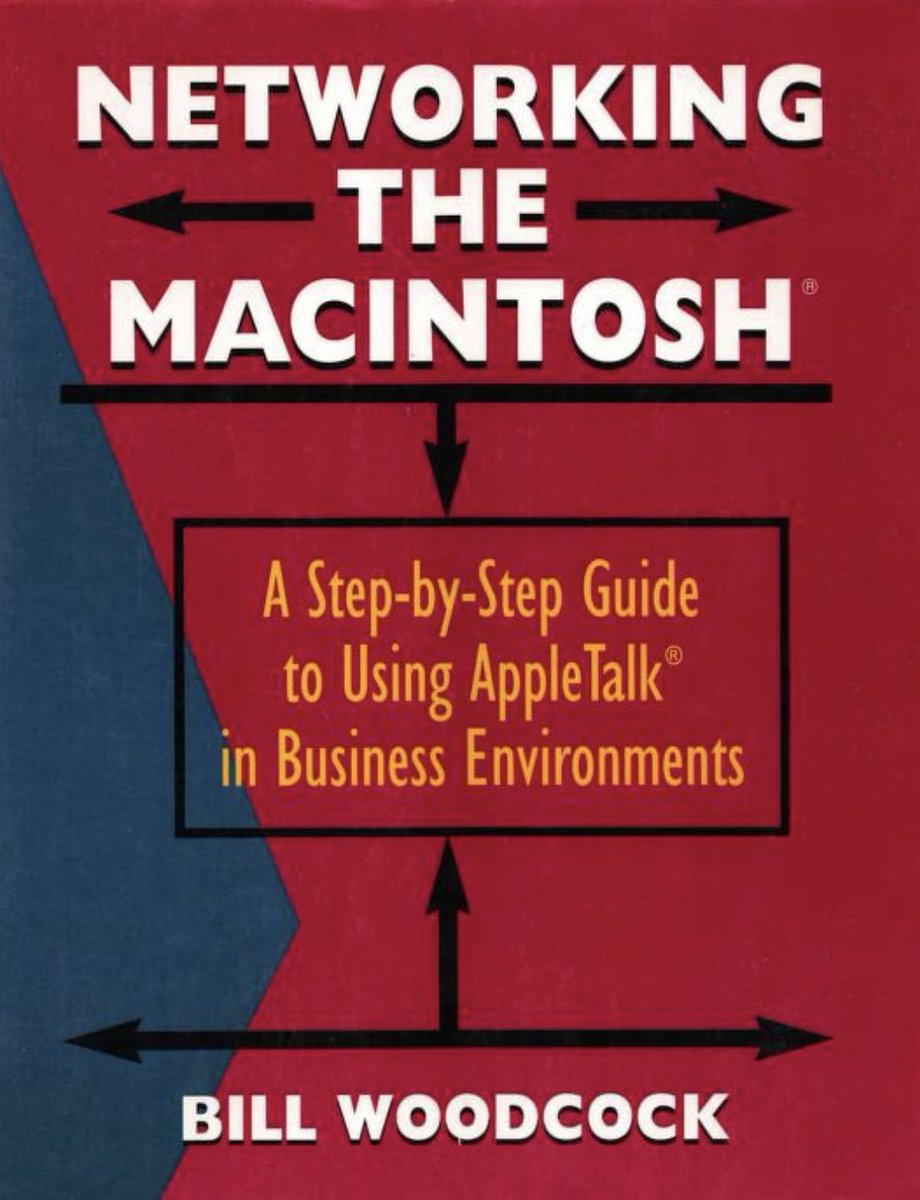 NETWORKING
THE
MACINTOSH®
A Step-by-Step Guide
to Using AppleTalk®
in Business Environments
BILL WOODCOCK